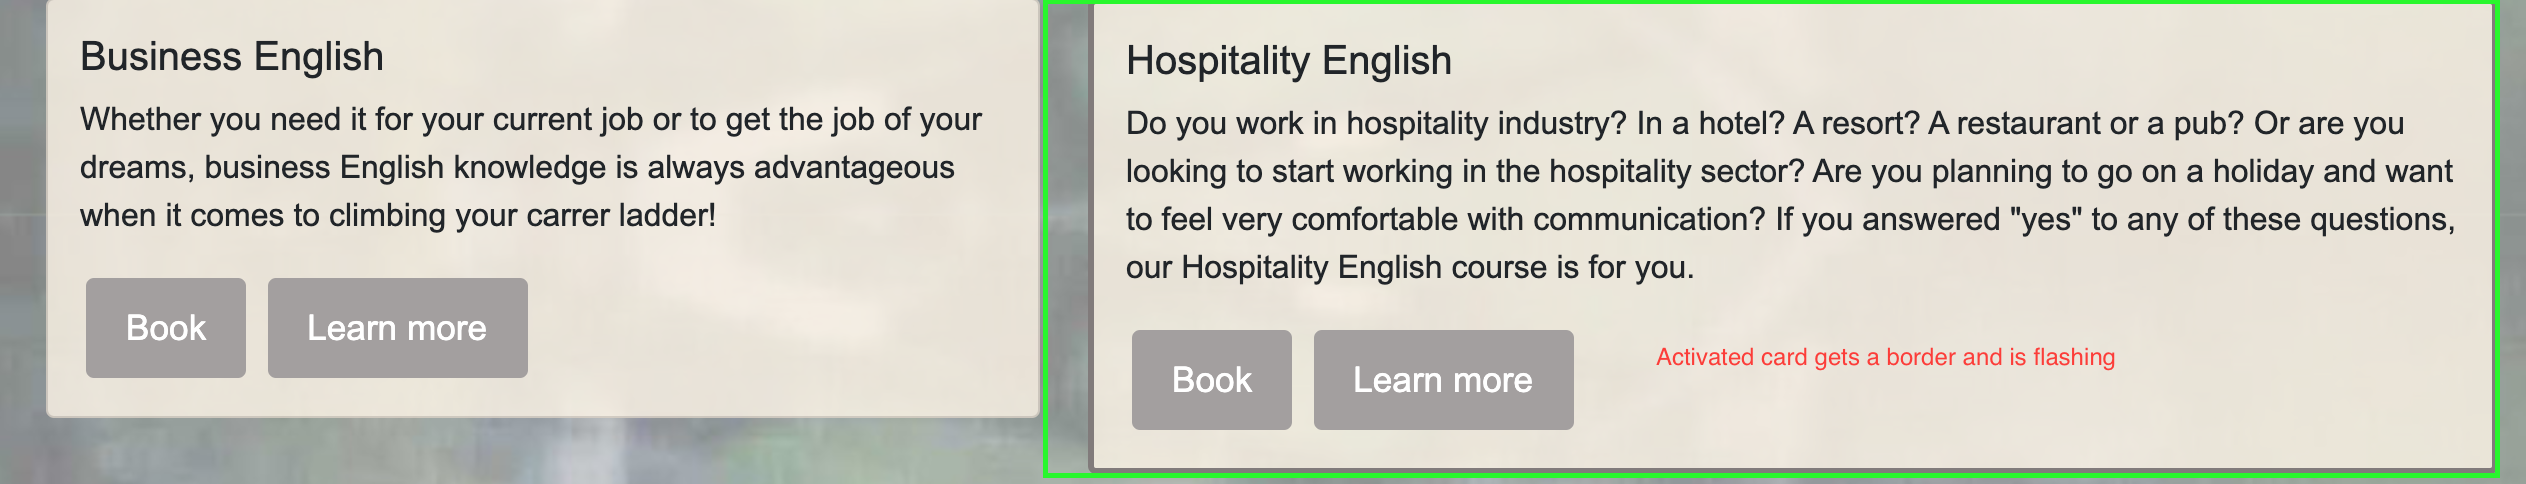 Business English
Whether you need it for your current job or to get the job of your
dreams, business English knowledge is always advantageous
when it comes to climbing your carrer ladder!
Book
Learn more
Hospitality English
Do you work in hospitality industry? In a hotel? A resort? A restaurant or a pub? Or are you
looking to start working in the hospitality sector? Are you planning to go on a holiday and want
to feel very comfortable with communication? If you answered "yes" to any of these questions,
our Hospitality English course is for you.
Book
Learn more
Activated card gets a border and is flashing